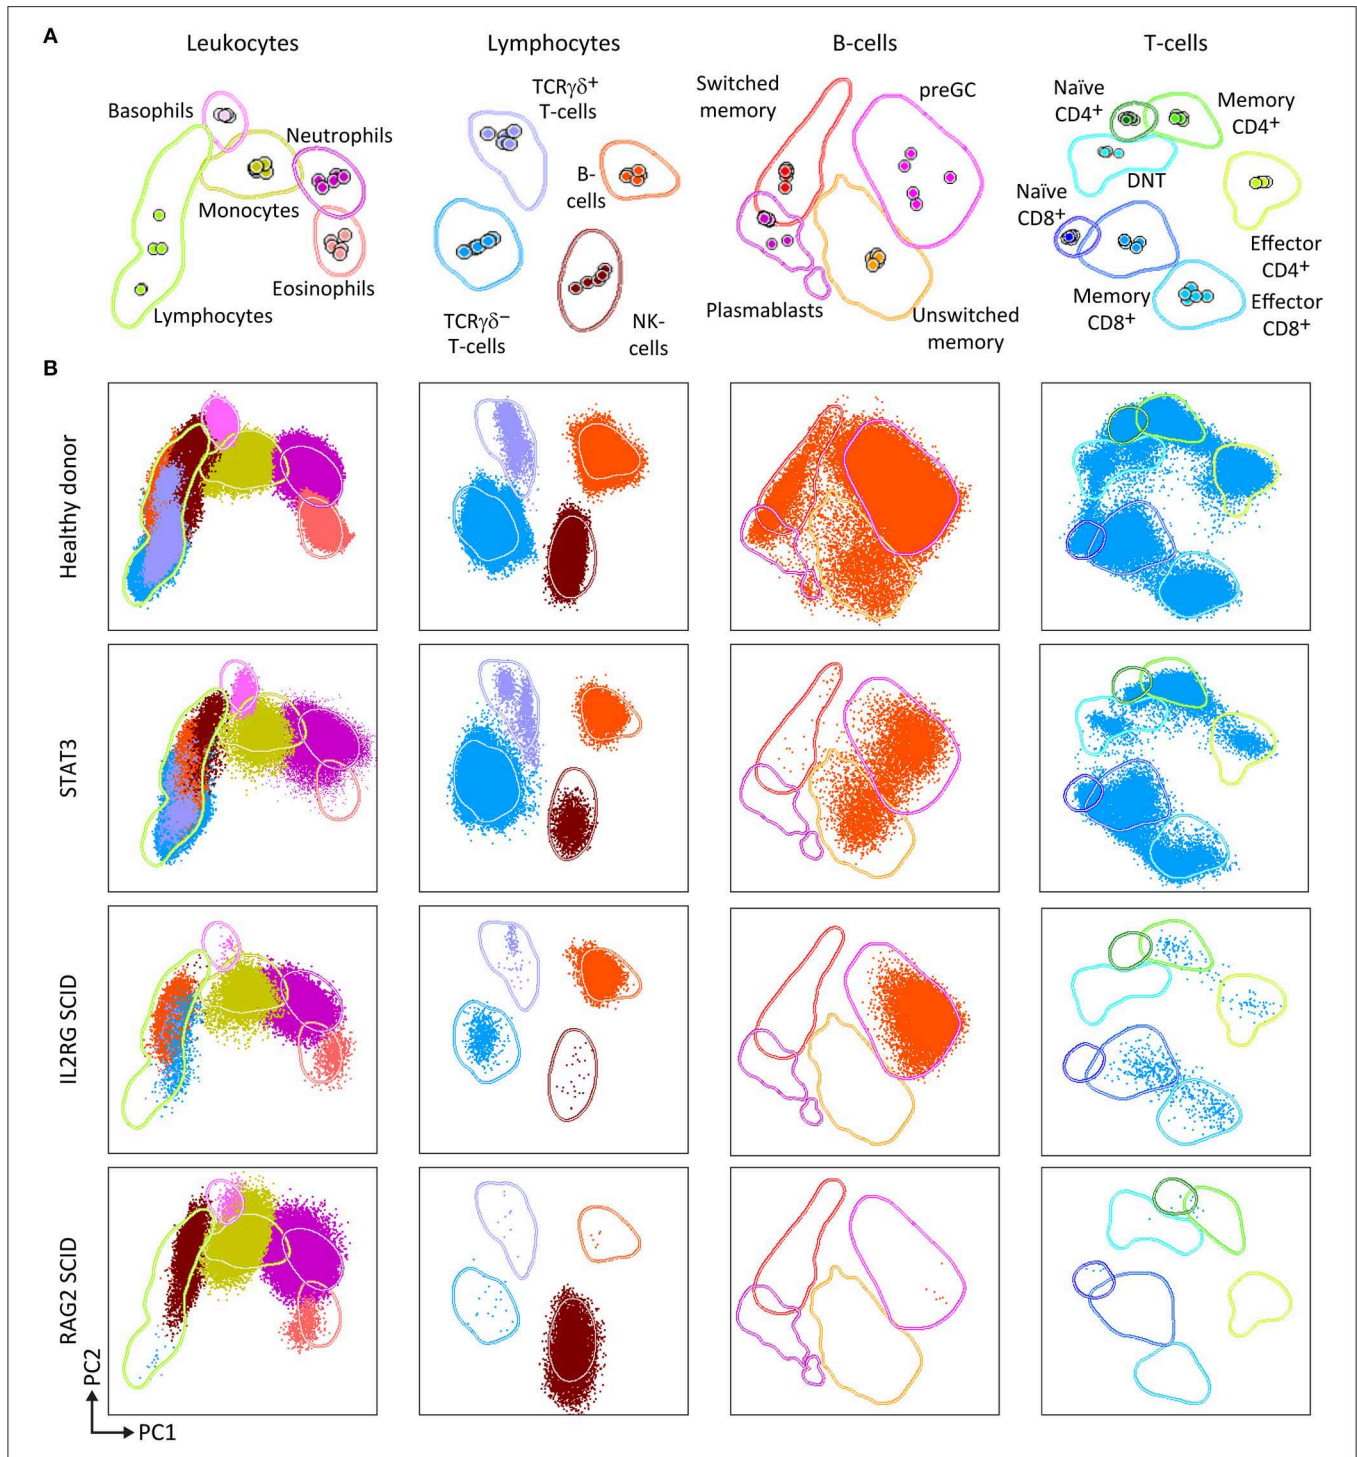 A
Leukocytes
Lymphocytes
B-cells
T-cells
Basophils
Neutrophils
Monocytes
Eosinophils
Lymphocytes
TCRγδ+
T-cells
B-
cells
TCRγδ−
T-cells
NK-
cells
Switched
memory
preGC
Plasmablasts
Unswitched
memory
Naïve
CD4+
Memory
CD4+
DNT
Naïve
CD8+
Effector
CD4+
Memory
CD8+
Effector
CD8+
B
Healthy donor
STAT3
IL2RG SCID
RAG2 SCID
PC2
PC1